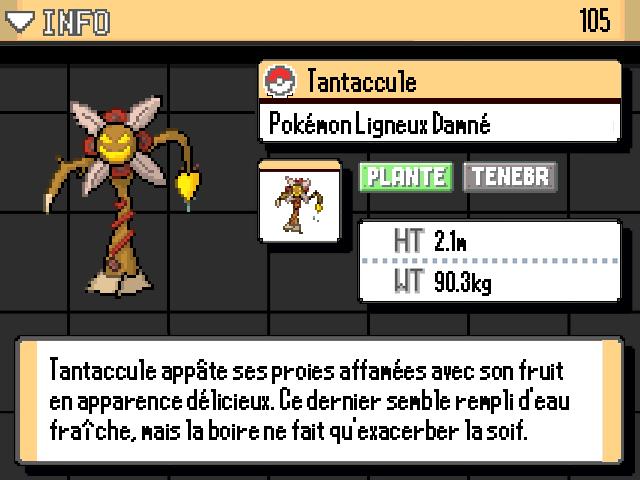 INFO
105
Tantaccule
Pokémon Ligneux Damné
PLANTE TENEBR
HT 2.1m
WT 90.3kg
Tantaccule appâte ses proies affamées avec son fruit
en apparence délicieux. Ce dernier semble rempli d'eau
fraîche, mais la boire ne fait qu'exacerber la soif.